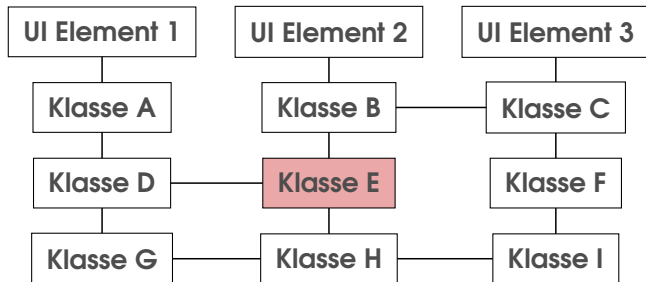 UI Element 1
UI Element 2
UI Element 3
Klasse A
Klasse B
Klasse C
Klasse D
Klasse E
Klasse F
Klasse G
Klasse H
Klasse I